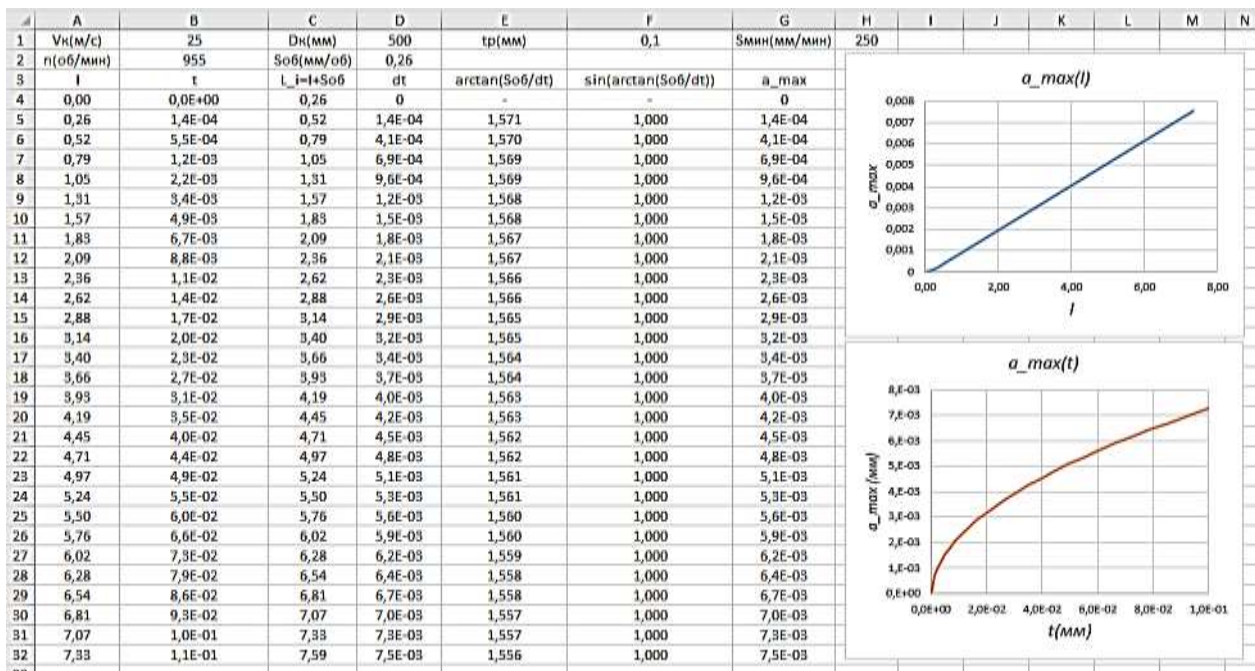 A B C D E F G H I J K L M N
1 Vк(м/с) 25 Dк(мм) 500 tр(мм) 0,1 Sмин(мм/мин) 250
2 n(об/мин) 955 Sоб(мм/об) 0,26
3 l t L_i=l+Sоб dt arctan(Sоб/dt) sin(arctan(Sоб/dt)) a_max
4 0,00 0,0E+00 0,26 0 - - 0
5 0,26 1,4E-04 0,52 1,4E-04 1,571 1,000 1,4E-04
6 0,52 5,5E-04 0,79 4,1E-04 1,570 1,000 4,1E-04
7 0,79 1,2E-03 1,05 6,9E-04 1,569 1,000 6,9E-04
8 1,05 2,2E-03 1,31 9,6E-04 1,569 1,000 9,6E-04
9 1,31 3,4E-03 1,57 1,2E-03 1,568 1,000 1,2E-03
10 1,57 4,9E-03 1,83 1,5E-03 1,568 1,000 1,5E-03
11 1,83 6,7E-03 2,09 1,8E-03 1,567 1,000 1,8E-03
12 2,09 8,8E-03 2,36 2,1E-03 1,567 1,000 2,1E-03
13 2,36 1,1E-02 2,62 2,3E-03 1,566 1,000 2,3E-03
14 2,62 1,4E-02 2,88 2,6E-03 1,566 1,000 2,6E-03
15 2,88 1,7E-02 3,14 2,9E-03 1,565 1,000 2,9E-03
16 3,14 2,0E-02 3,40 3,2E-03 1,565 1,000 3,2E-03
17 3,40 2,3E-02 3,66 3,4E-03 1,564 1,000 3,4E-03
18 3,66 2,7E-02 3,93 3,7E-03 1,564 1,000 3,7E-03
19 3,93 3,1E-02 4,19 4,0E-03 1,563 1,000 4,0E-03
20 4,19 3,5E-02 4,45 4,2E-03 1,563 1,000 4,2E-03
21 4,45 4,0E-02 4,71 4,5E-03 1,562 1,000 4,5E-03
22 4,71 4,4E-02 4,97 4,8E-03 1,562 1,000 4,8E-03
23 4,97 4,9E-02 5,24 5,1E-03 1,561 1,000 5,1E-03
24 5,24 5,5E-02 5,50 5,3E-03 1,561 1,000 5,3E-03
25 5,50 6,0E-02 5,76 5,6E-03 1,560 1,000 5,6E-03
26 5,76 6,6E-02 6,02 5,9E-03 1,560 1,000 5,9E-03
27 6,02 7,3E-02 6,28 6,2E-03 1,559 1,000 6,2E-03
28 6,28 7,9E-02 6,54 6,4E-03 1,558 1,000 6,4E-03
29 6,54 8,6E-02 6,81 6,7E-03 1,558 1,000 6,7E-03
30 6,81 9,3E-02 7,07 7,0E-03 1,557 1,000 7,0E-03
31 7,07 1,0E-01 7,33 7,3E-03 1,557 1,000 7,3E-03
32 7,33 1,1E-01 7,59 7,5E-03 1,556 1,000 7,5E-03
a_max(l)
a_max
0,008
0,007
0,006
0,005
0,004
0,003
0,002
0,001
0
0,00 2,00 4,00 6,00 8,00
l
a_max(t)
a_max (мм)
8,E-03
7,E-03
6,E-03
5,E-03
4,E-03
3,E-03
2,E-03
1,E-03
0,E+00
0,0E+00 2,0E-02 4,0E-02 6,0E-02 8,0E-02 1,0E-01
t(мм)